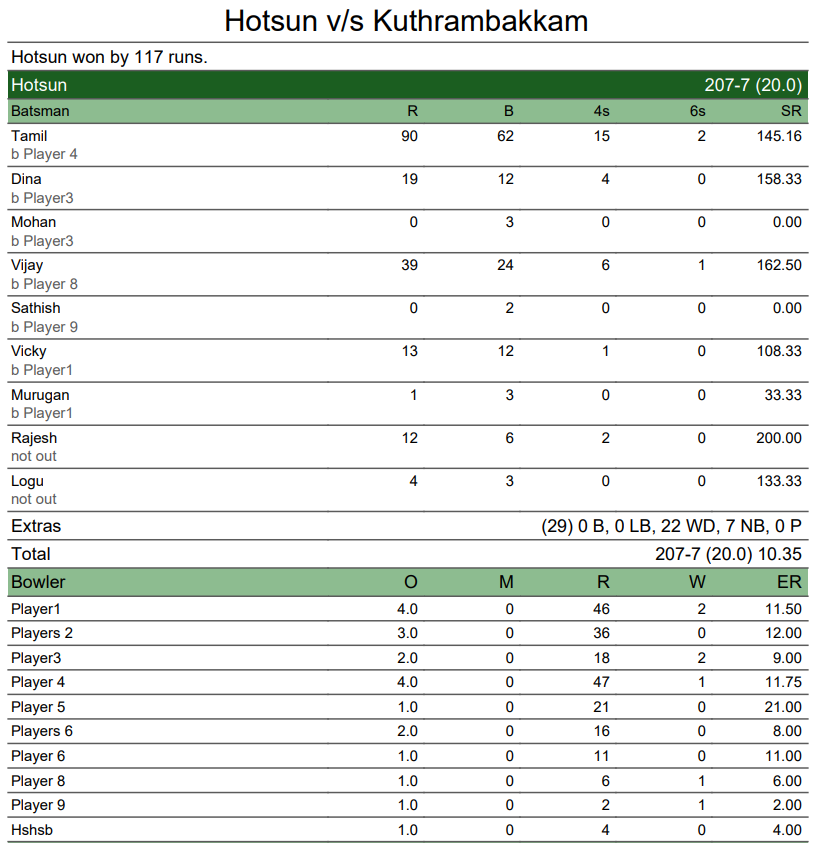 Hotsun v/s Kuthrambakkam
Hotsun won by 117 runs.
Hotsun 207-7 (20.0)
Batsman R B 4s 6s SR
Tamil 90 62 15 2 145.16
b Player 4
Dina 19 12 4 0 158.33
b Player3
Mohan 0 3 0 0 0.00
b Player3
Vijay 39 24 6 1 162.50
b Player 8
Sathish 0 2 0 0 0.00
b Player 9
Vicky 13 12 1 0 108.33
b Player1
Murugan 1 3 0 0 33.33
b Player1
Rajesh 12 6 2 0 200.00
not out
Logu 4 3 0 0 133.33
not out
Extras (29) 0 B, 0 LB, 22 WD, 7 NB, 0 P
Total 207-7 (20.0) 10.35
Bowler O M R W ER
Player1 4.0 0 46 2 11.50
Players 2 3.0 0 36 0 12.00
Player3 2.0 0 18 2 9.00
Player 4 4.0 0 47 1 11.75
Player 5 1.0 0 21 0 21.00
Players 6 2.0 0 16 0 8.00
Player 6 1.0 0 11 0 11.00
Player 8 1.0 0 6 1 6.00
Player 9 1.0 0 2 1 2.00
Hshsb 1.0 0 4 0 4.00